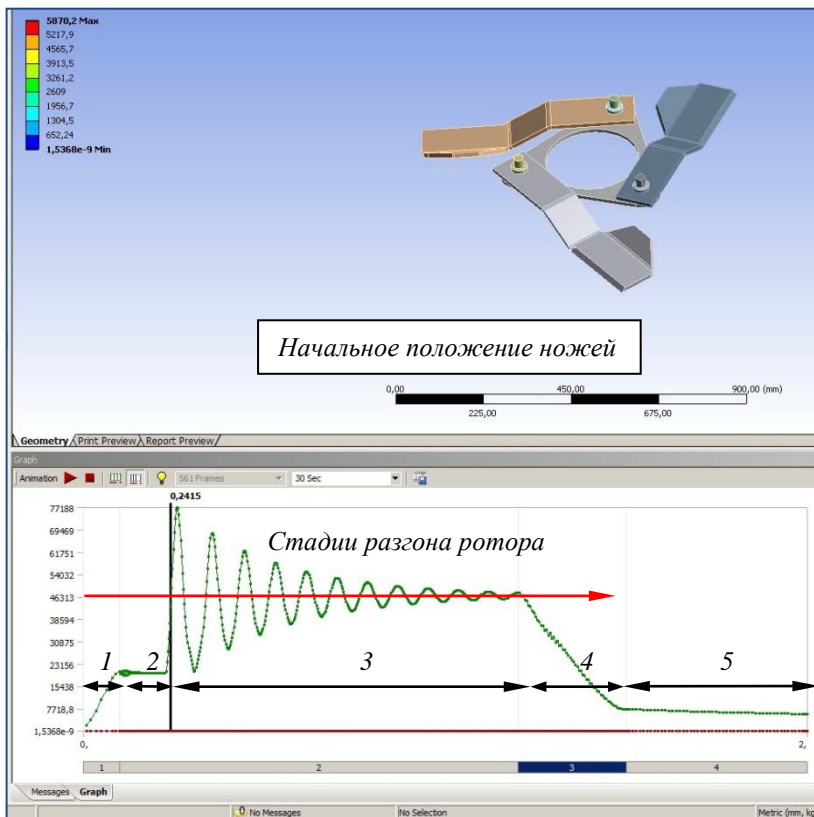 5870,2 Max
5217,9
4565,7
3913,5
3261,2
2609
1956,7
1304,5
652,24
1,5368e-9 Min
Начальное положение ножей
0,00 450,00 900,00 (mm)
225,00 675,00
Geometry Print Preview Report Preview
Graph
Animation 561 Frames 30 Sec
0,2415
77188
69469
61751
54032
46313
38594
30875
23156
15438
7718,8
1,5368e-9
Стадии разгона ротора
1 2 3 4 5
0, 2,
1 2 3 4
Messages Graph
No Messages No Selection Metric (mm, kg